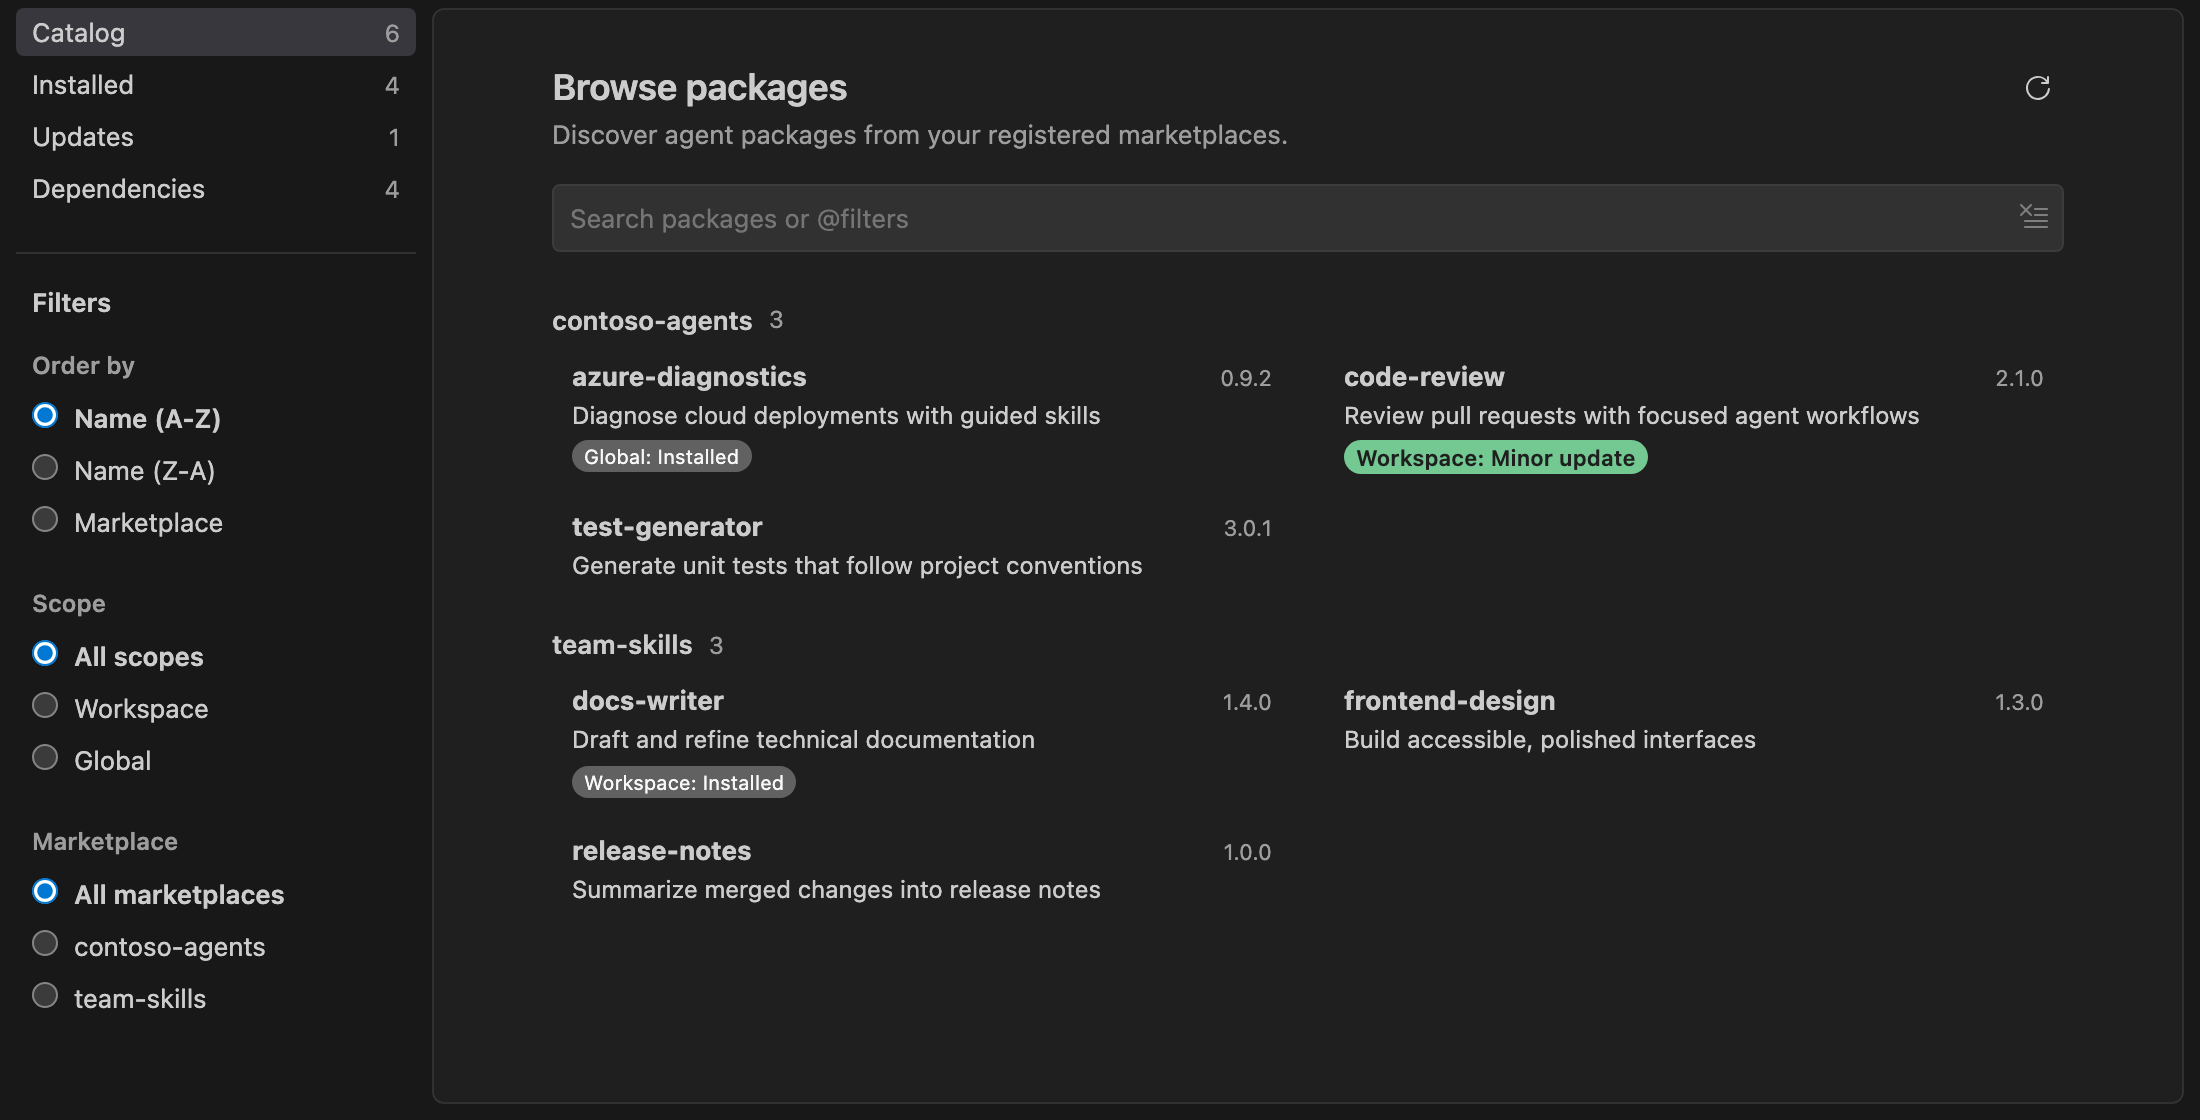 Catalog 6
Installed 4
Updates 1
Dependencies 4
Filters
Order by
Name (A-Z)
Name (Z-A)
Marketplace
Scope
All scopes
Workspace
Global
Marketplace
All marketplaces
contoso-agents
team-skills
Browse packages
Discover agent packages from your registered marketplaces.
Search packages or @filters
contoso-agents 3
azure-diagnostics 0.9.2
Diagnose cloud deployments with guided skills
Global: Installed
code-review 2.1.0
Review pull requests with focused agent workflows
Workspace: Minor update
test-generator 3.0.1
Generate unit tests that follow project conventions
team-skills 3
docs-writer 1.4.0
Draft and refine technical documentation
Workspace: Installed
frontend-design 1.3.0
Build accessible, polished interfaces
release-notes 1.0.0
Summarize merged changes into release notes